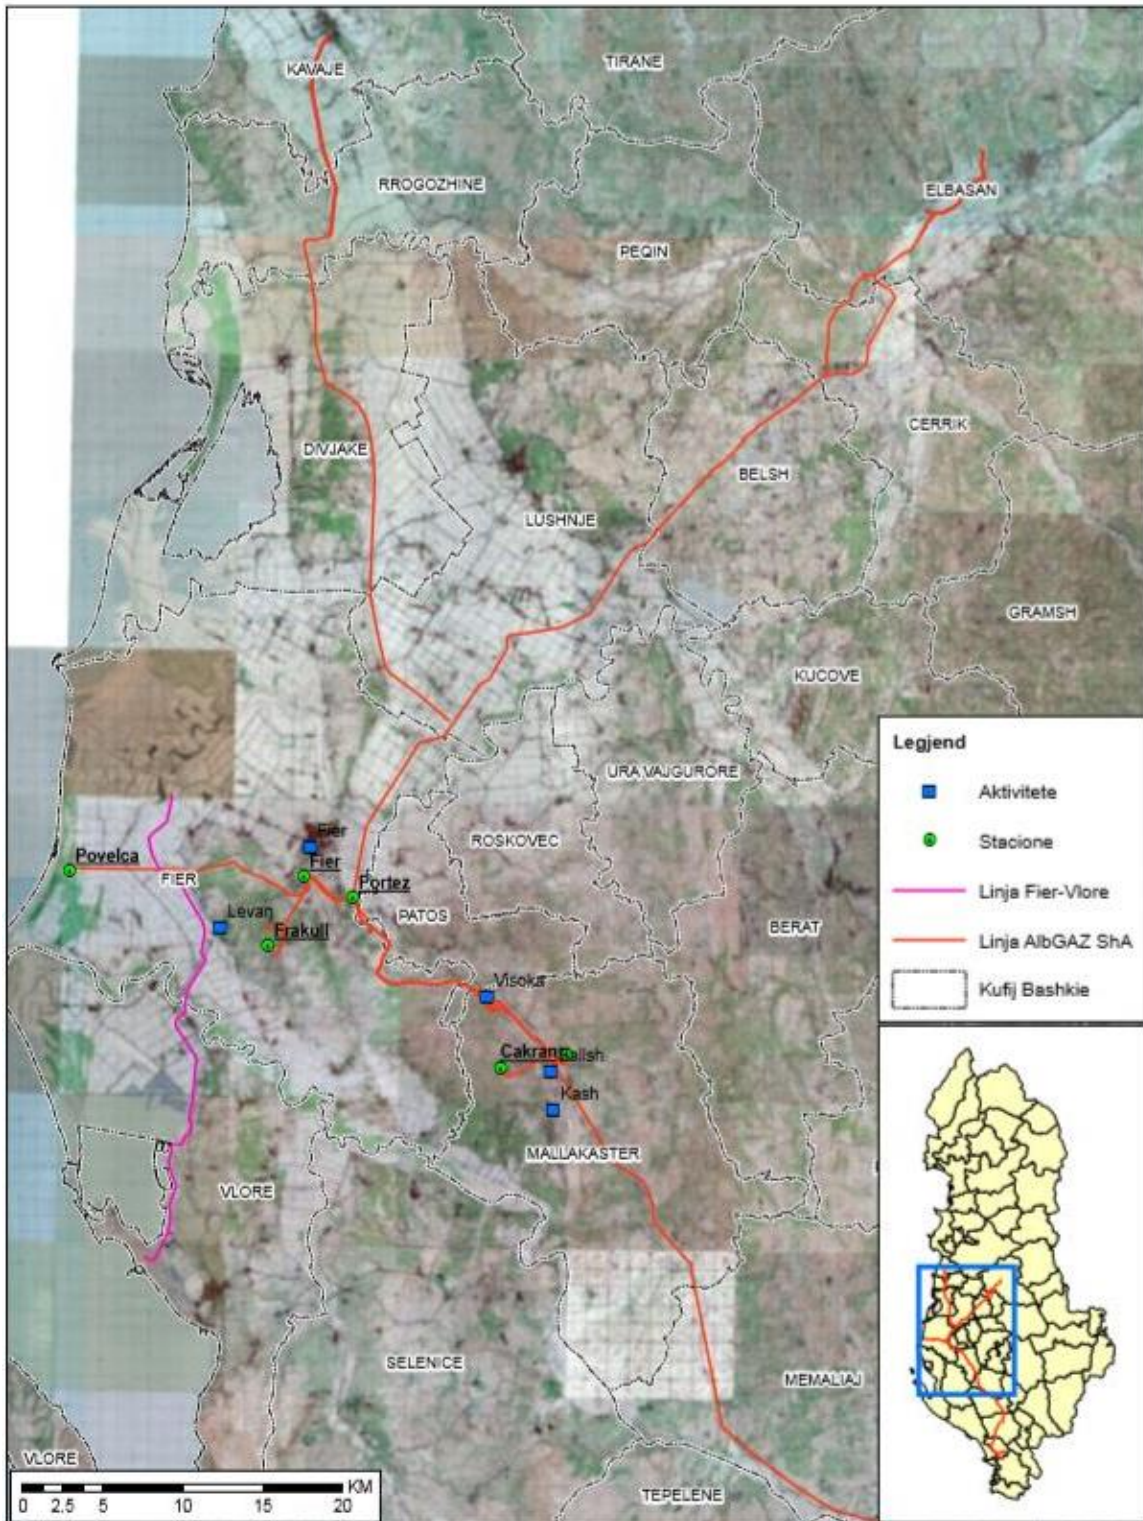 KAVAJE
TIRANE
RROGOZHINE
ELBASAN
PEQIN
DIVJAKE
CERRIK
BELSH
LUSHNJE
GRAMSH
KUCOVE
URA VAJGURORE
ROSKOVEC
Fier
Fier
Povelca
FIER
Portez
Levan
PATOS
BERAT
Frakull
Visoka
Cakran
Ballsh
Kash
MALLAKASTER
VLORE
SELENICE
MEMALIAJ
VLORE
TEPELENE
Legjend
Aktivitete
Stacione
Linja Fier-Vlore
Linja AlbGAZ ShA
Kufij Bashkie
KM
0 2.5 5 10 15 20